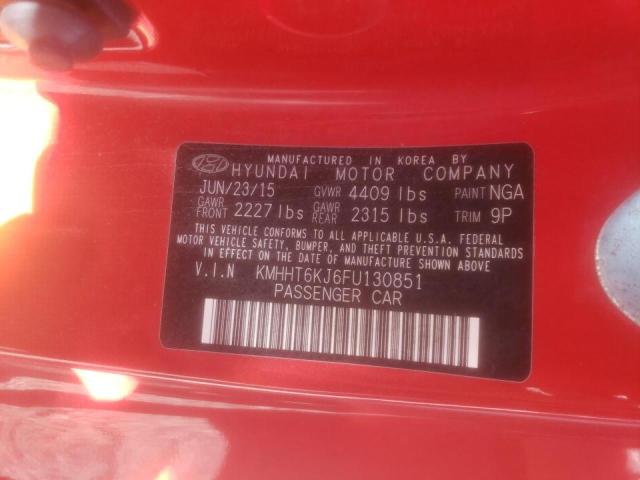 MANUFACTURED IN KOREA BY
HYUNDAI MOTOR COMPANY
JUN/23/15 GVWR 4409 lbs PAINT NGA
GAWR FRONT 2227 lbs GAWR REAR 2315 lbs TRIM 9P
THIS VEHICLE CONFORMS TO ALL APPLICABLE U.S.A. FEDERAL
MOTOR VEHICLE SAFETY, BUMPER, AND THEFT PREVENTION STANDARDS
IN EFFECT ON THE DATE OF MANUFACTURE SHOWN ABOVE.
V.I.N KMHHT6KJ6FU130851
PASSENGER CAR